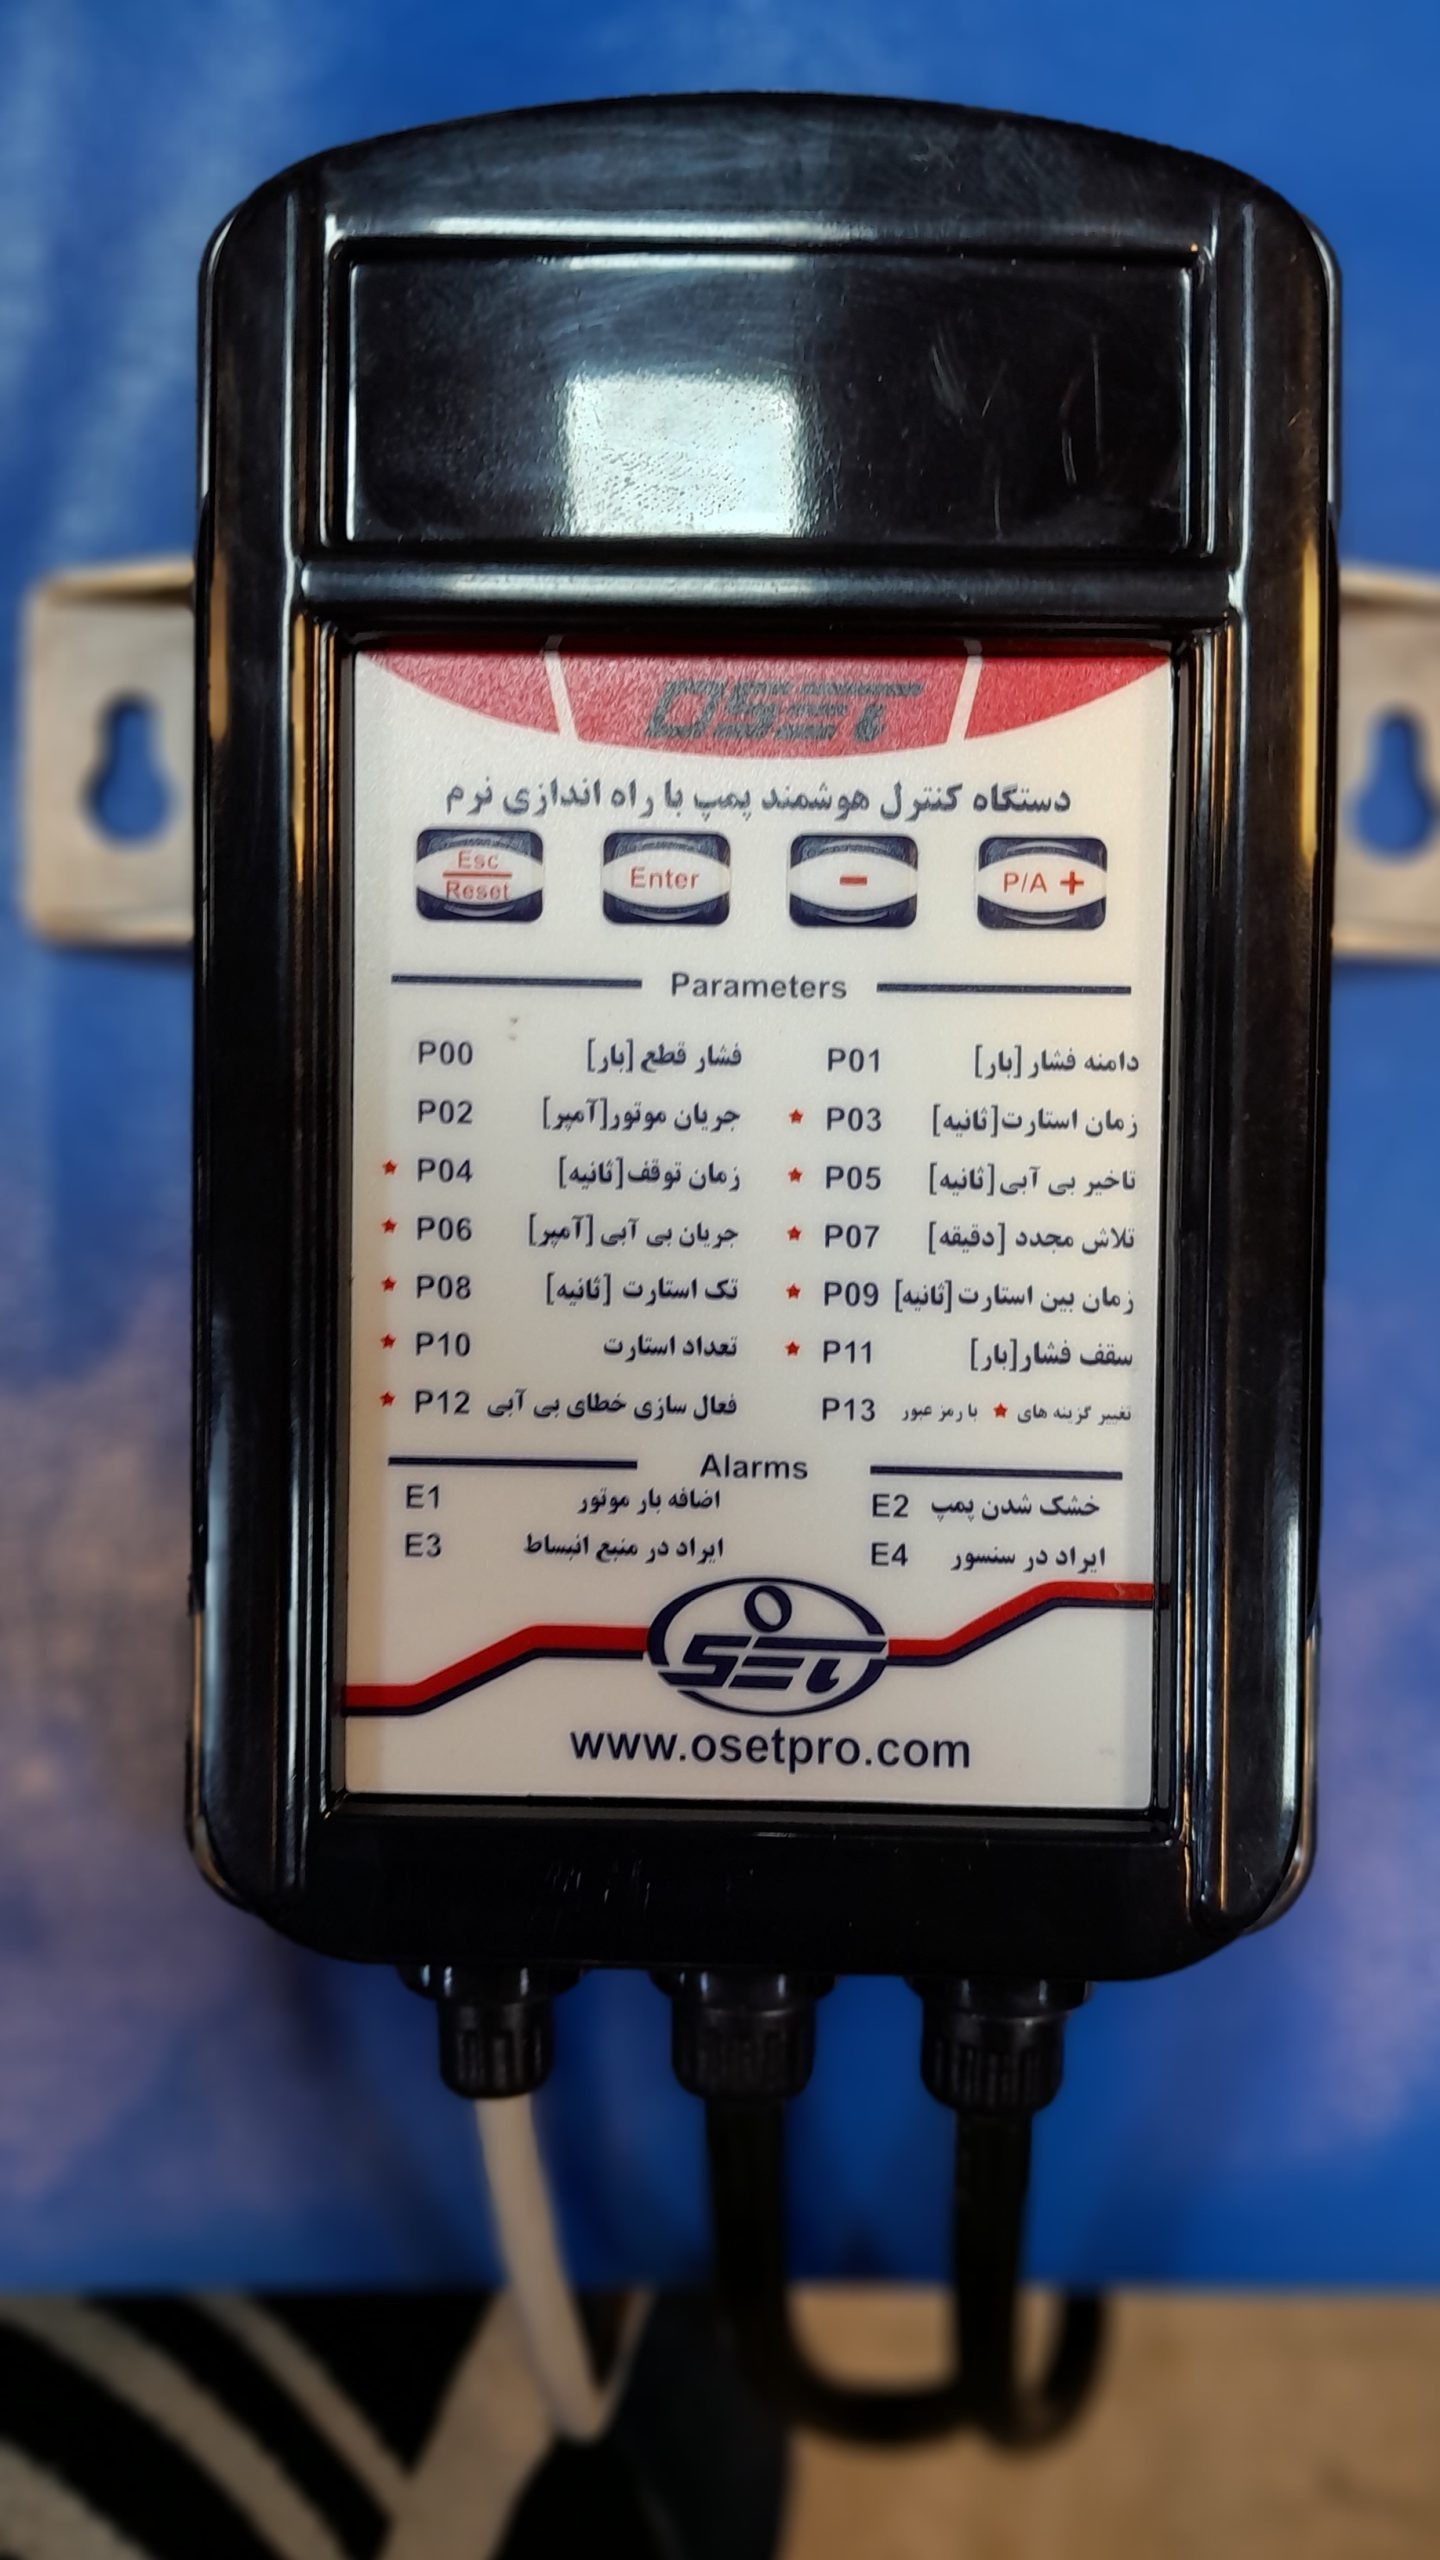 OSET
دستگاه کنترل هوشمند پمپ با راه اندازی نرم
Esc Reset Enter - P/A +
Parameters
P00 فشار قطع [بار] P01 دامنه فشار [بار]
P02 جریان موتور[آمپر] ★ P03 زمان استارت[ثانیه]
★ P04 زمان توقف[ثانیه] ★ P05 تاخیر بی آبی[ثانیه]
★ P06 جریان بی آبی [آمپر] ★ P07 تلاش مجدد [دقیقه]
★ P08 تک استارت [ثانیه] ★ P09 زمان بین استارت[ثانیه]
★ P10 تعداد استارت ★ P11 سقف فشار[بار]
★ P12 فعال سازی خطای بی آبی P13 تغییر گزینه های ★ با رمز عبور
Alarms
E1 اضافه بار موتور E2 خشک شدن پمپ
E3 ایراد در منبع انبساط E4 ایراد در سنسور
OSET
www.osetpro.com